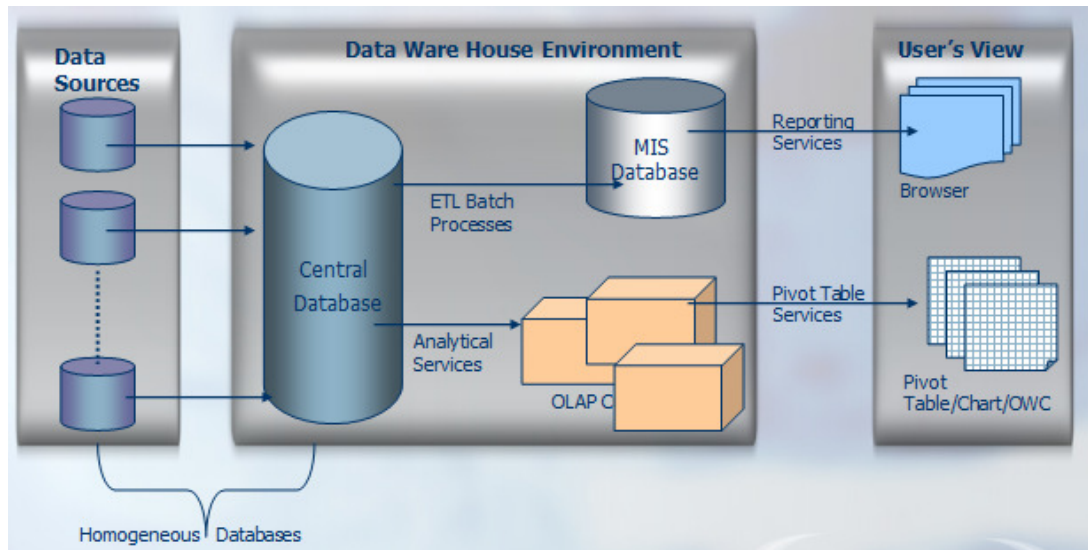 Data
Sources
Data Ware House Environment
User's View
MIS
Database
Reporting
Services
Browser
ETL Batch
Processes
Central
Database
Pivot Table
Services
Analytical
Services
OLAP C
Pivot
Table/Chart/OWC
Homogeneous Databases